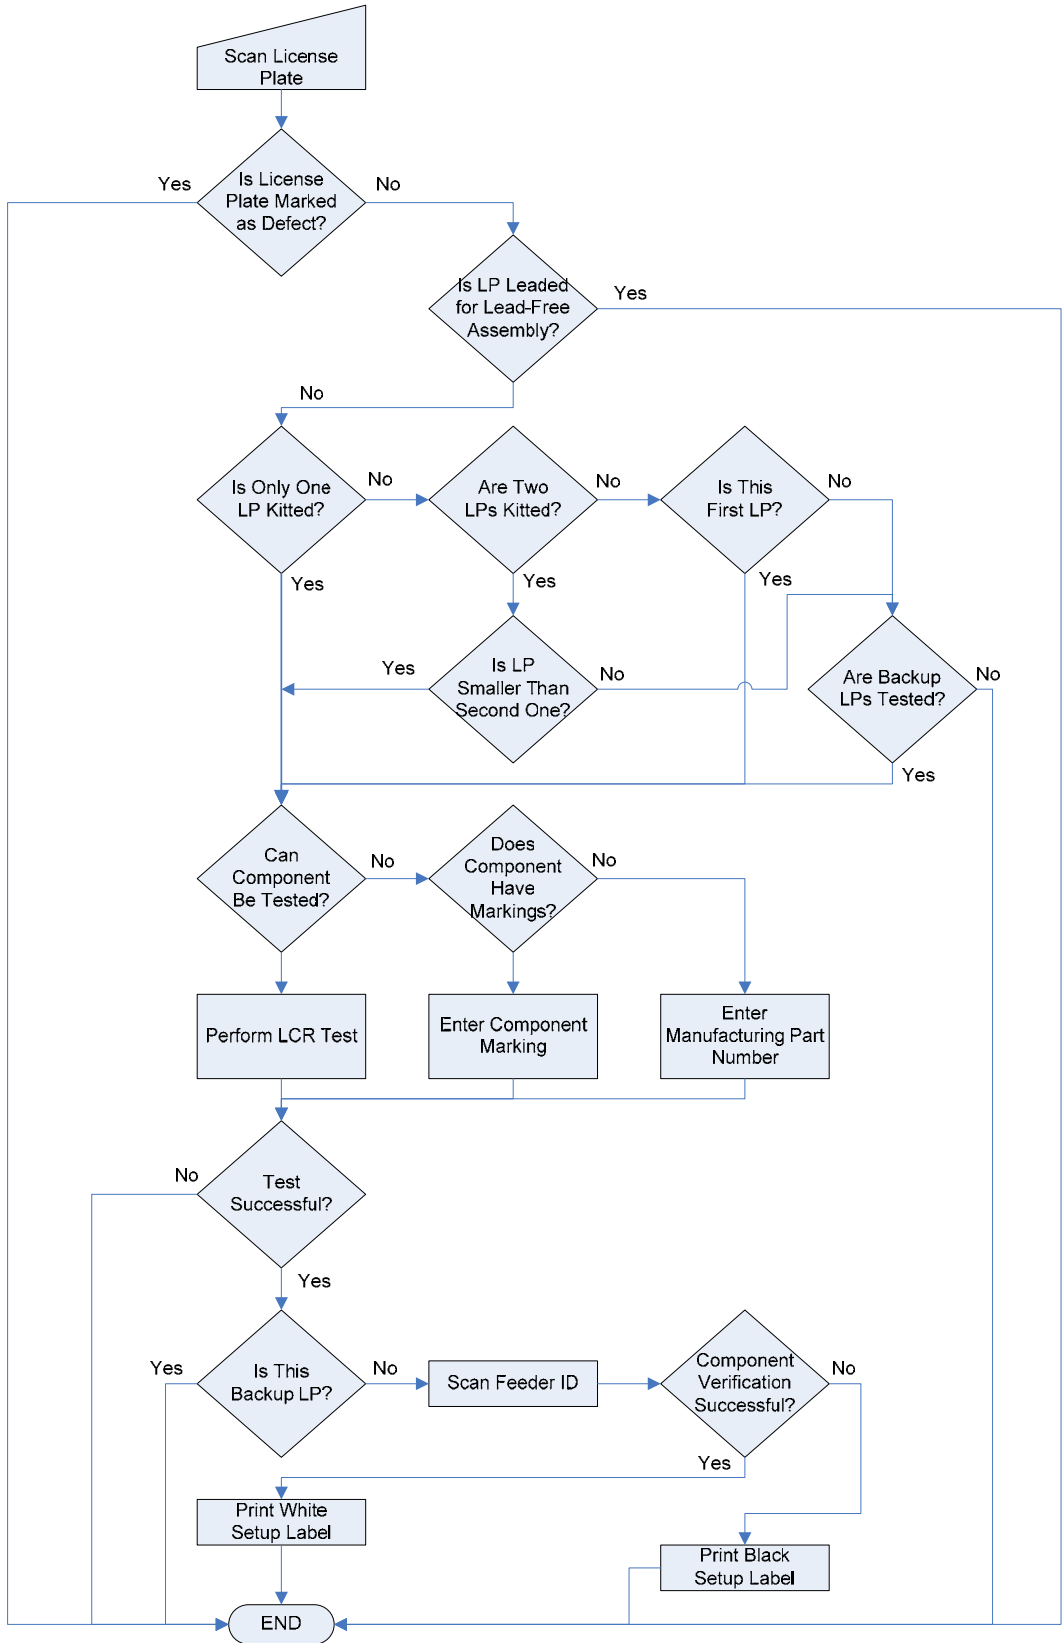 Scan License
Plate
Is License
Plate Marked
as Defect?
Yes
No
Is LP Leaded
for Lead-Free
Assembly?
Yes
No
Is Only One
LP Kitted?
No
Yes
Are Two
LPs Kitted?
No
Yes
Is This
First LP?
No
Yes
Is LP
Smaller Than
Second One?
Yes
No
Are Backup
LPs Tested?
No
Yes
Can
Component
Be Tested?
No
Does
Component
Have
Markings?
No
Perform LCR Test
Enter Component
Marking
Enter
Manufacturing Part
Number
Test
Successful?
No
Yes
Is This
Backup LP?
Yes
No
Scan Feeder ID
Component
Verification
Successful?
No
Yes
Print White
Setup Label
Print Black
Setup Label
END